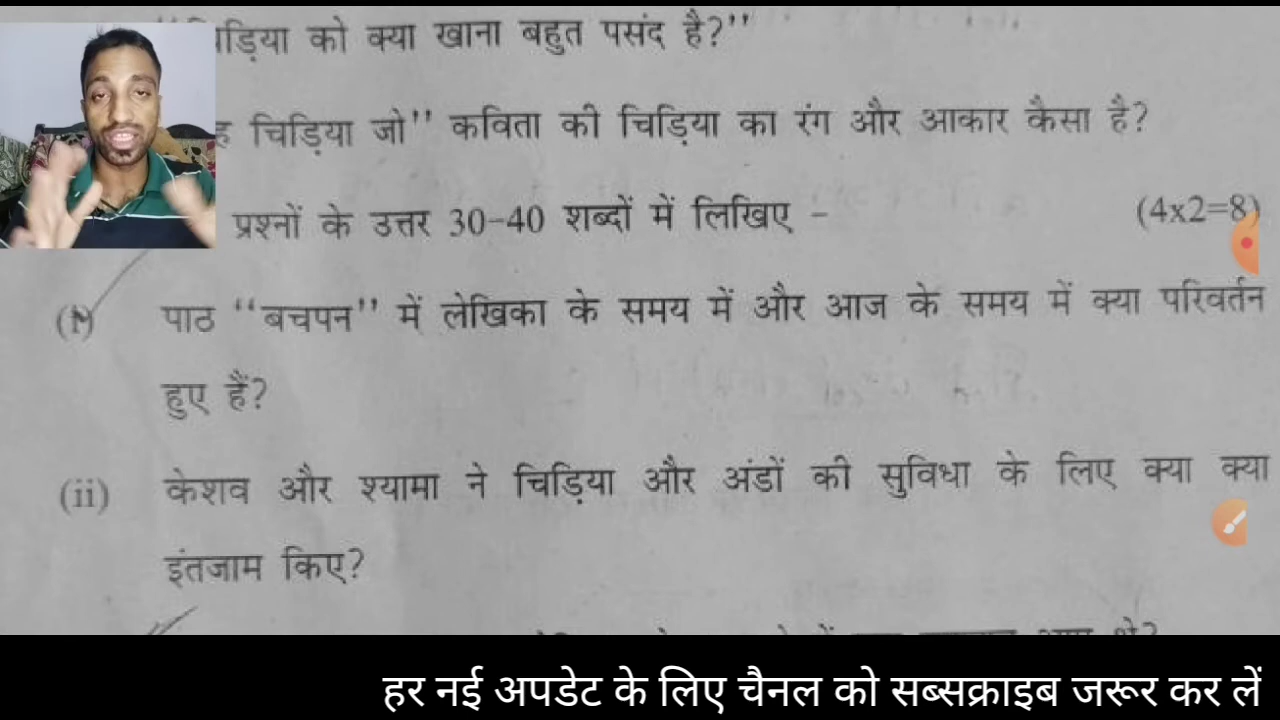 को क्या खाना बहुत पसंद है?''
चिड़िया जो'' कविता की चिड़िया का रंग और आकार कैसा है?
प्रश्नों के उत्तर 30-40 शब्दों में लिखिए - (4x2=8)
(i) पाठ ''बचपन'' में लेखिका के समय में और आज के समय में क्या परिवर्तन
हुए हैं?
(ii) केशव और श्यामा ने चिड़िया और अंडों की सुविधा के लिए क्या क्या
इंतजाम किए?
हर नई अपडेट के लिए चैनल को सब्सक्राइब जरूर कर लें